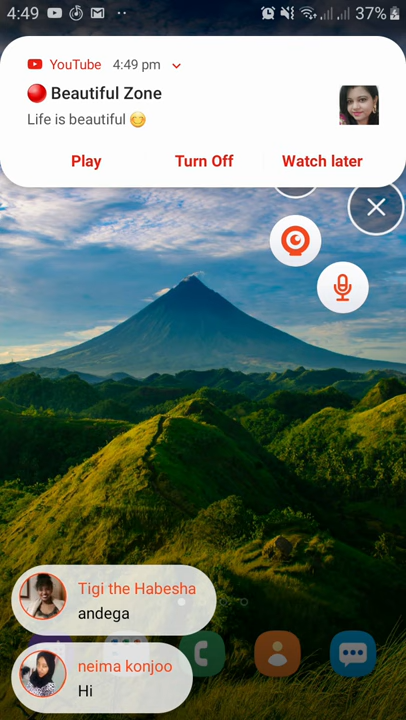 4:49
37%
YouTube 4:49 pm
Beautiful Zone
Life is beautiful 😊
Play Turn Off Watch later
Tigi the Habesha
andega
neima konjoo
Hi